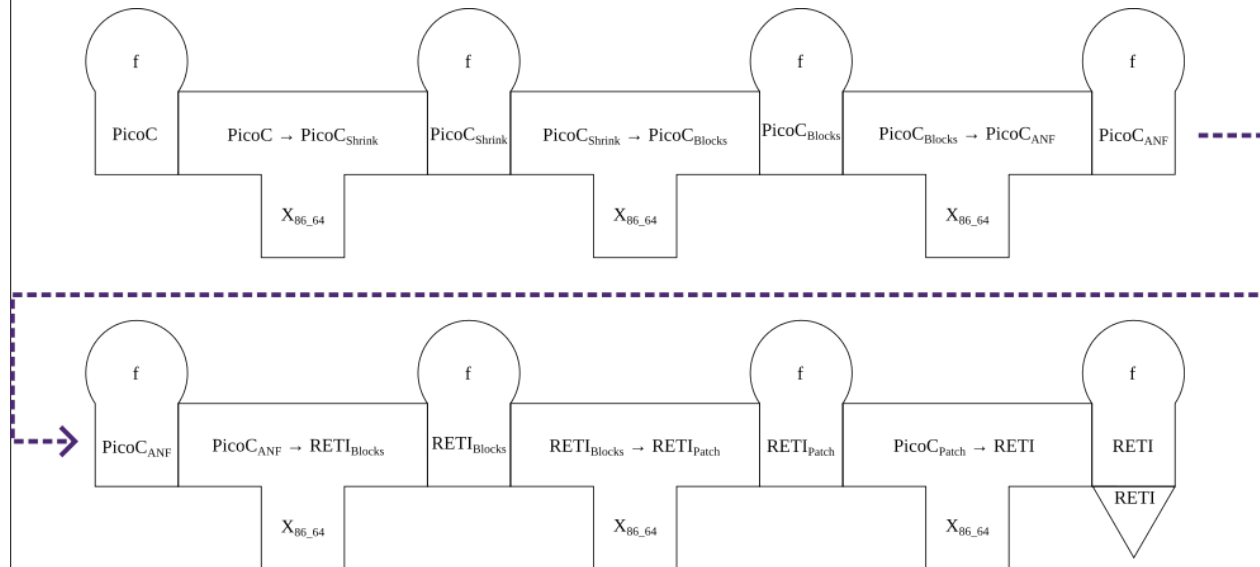 f f f f
PicoC PicoC → PicoC_Shrink PicoC_Shrink PicoC_Shrink → PicoC_Blocks PicoC_Blocks PicoC_Blocks → PicoC_ANF PicoC_ANF
X_86_64 X_86_64 X_86_64
f f f f
PicoC_ANF PicoC_ANF → RETI_Blocks RETI_Blocks RETI_Blocks → RETI_Patch RETI_Patch PicoC_Patch → RETI RETI
RETI
X_86_64 X_86_64 X_86_64